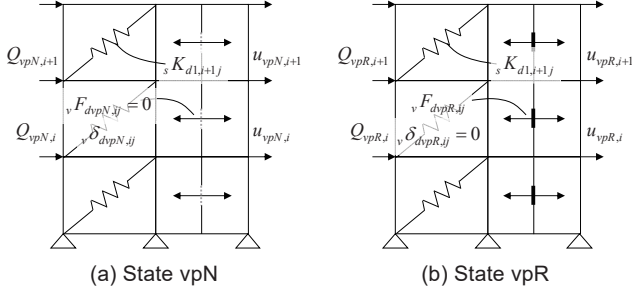 Q_{vpN,i+1}
_sK_{d1,i+1j}
u_{vpN,i+1}
_vF_{dvpN,ij} = 0
Q_{vpN,i}
_vδ_{dvpN,ij}
u_{vpN,i}
(a) State vpN
Q_{vpR,i+1}
_sK_{d1,i+1j}
u_{vpR,i+1}
_vF_{dvpR,ij}
Q_{vpR,i}
_vδ_{dvpR,ij} = 0
u_{vpR,i}
(b) State vpR